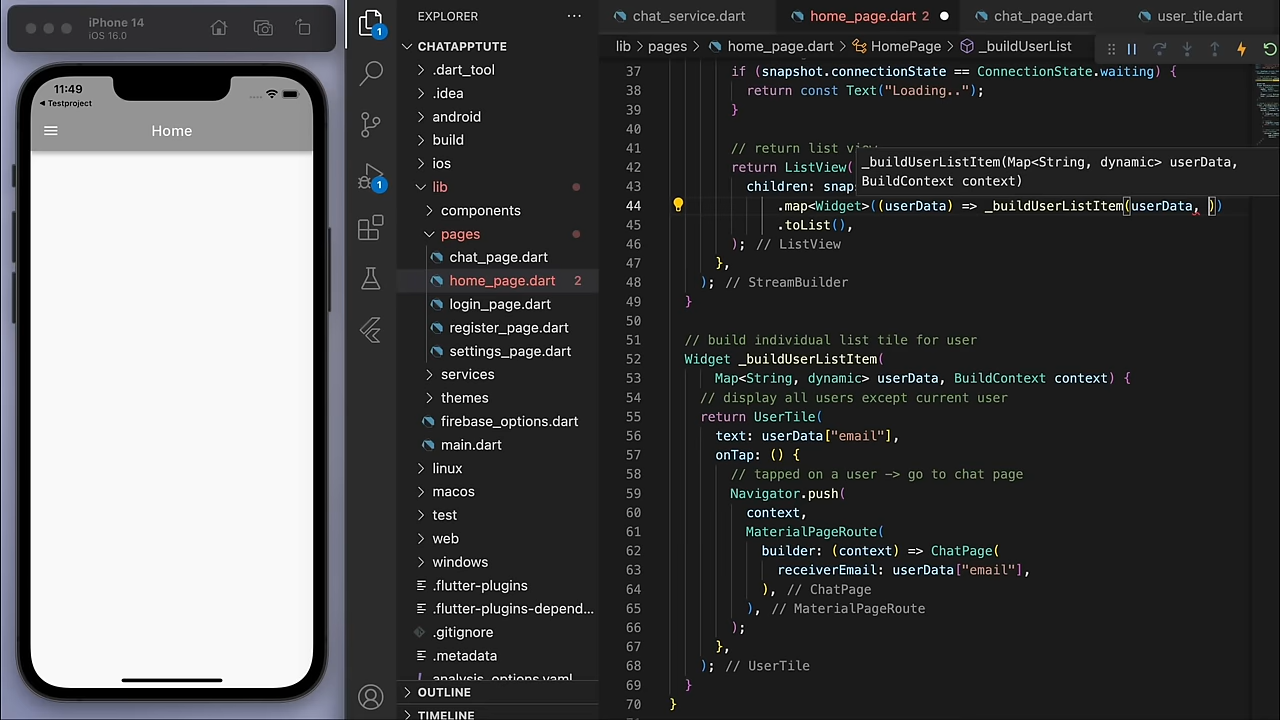 iPhone 14
iOS 16.0
11:49
Testproject
Home
1
1
EXPLORER
CHATAPPTUTE
.dart_tool
.idea
android
build
ios
lib
components
pages
chat_page.dart
home_page.dart 2
login_page.dart
register_page.dart
settings_page.dart
services
themes
firebase_options.dart
main.dart
linux
macos
test
web
windows
.flutter-plugins
.flutter-plugins-depend...
.gitignore
.metadata
analysis_options.yaml
OUTLINE
TIMELINE
chat_service.dart
home_page.dart 2
chat_page.dart
user_tile.dart
lib > pages > home_page.dart > HomePage > _buildUserList
37 if (snapshot.connectionState == ConnectionState.waiting) {
38 return const Text("Loading..");
39 }
40
41 // return list view
42 return ListView(
43 children: snap
_buildUserListItem(Map<String, dynamic> userData,
BuildContext context)
44 .map<Widget>((userData) => _buildUserListItem(userData, ))
45 .toList(),
46 ); // ListView
47 },
48 ); // StreamBuilder
49 }
50
51 // build individual list tile for user
52 Widget _buildUserListItem(
53 Map<String, dynamic> userData, BuildContext context) {
54 // display all users except current user
55 return UserTile(
56 text: userData["email"],
57 onTap: () {
58 // tapped on a user -> go to chat page
59 Navigator.push(
60 context,
61 MaterialPageRoute(
62 builder: (context) => ChatPage(
63 receiverEmail: userData["email"],
64 ), // ChatPage
65 ), // MaterialPageRoute
66 );
67 },
68 ); // UserTile
69 }
70 }